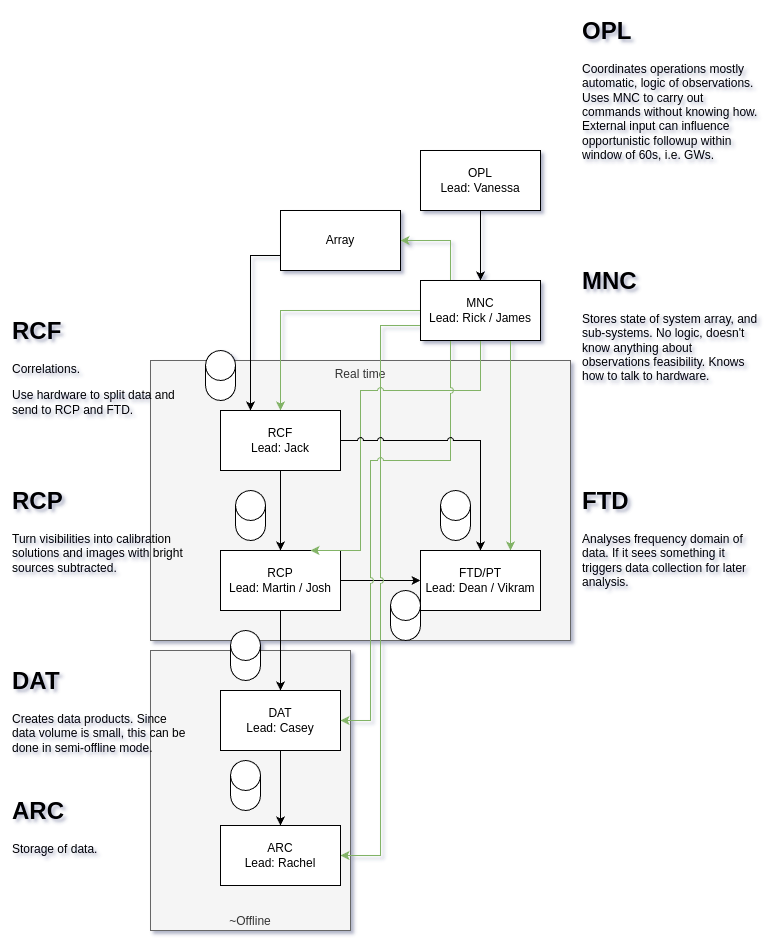 OPL
Coordinates operations mostly
automatic, logic of observations.
Uses MNC to carry out
commands without knowing how.
External input can influence
opportunistic followup within
window of 60s, i.e. GWs.
OPL
Lead: Vanessa
Array
MNC
Lead: Rick / James
MNC
Stores state of system array, and
sub-systems. No logic, doesn't
know anything about
observations feasibility. Knows
how to talk to hardware.
RCF
Correlations.
Use hardware to split data and
send to RCP and FTD.
Real time
RCF
Lead: Jack
RCP
Turn visibilities into calibration
solutions and images with bright
sources subtracted.
RCP
Lead: Martin / Josh
FTD/PT
Lead: Dean / Vikram
FTD
Analyses frequency domain of
data. If it sees something it
triggers data collection for later
analysis.
DAT
Creates data products. Since
data volume is small, this can be
done in semi-offline mode.
DAT
Lead: Casey
ARC
Storage of data.
ARC
Lead: Rachel
~Offline